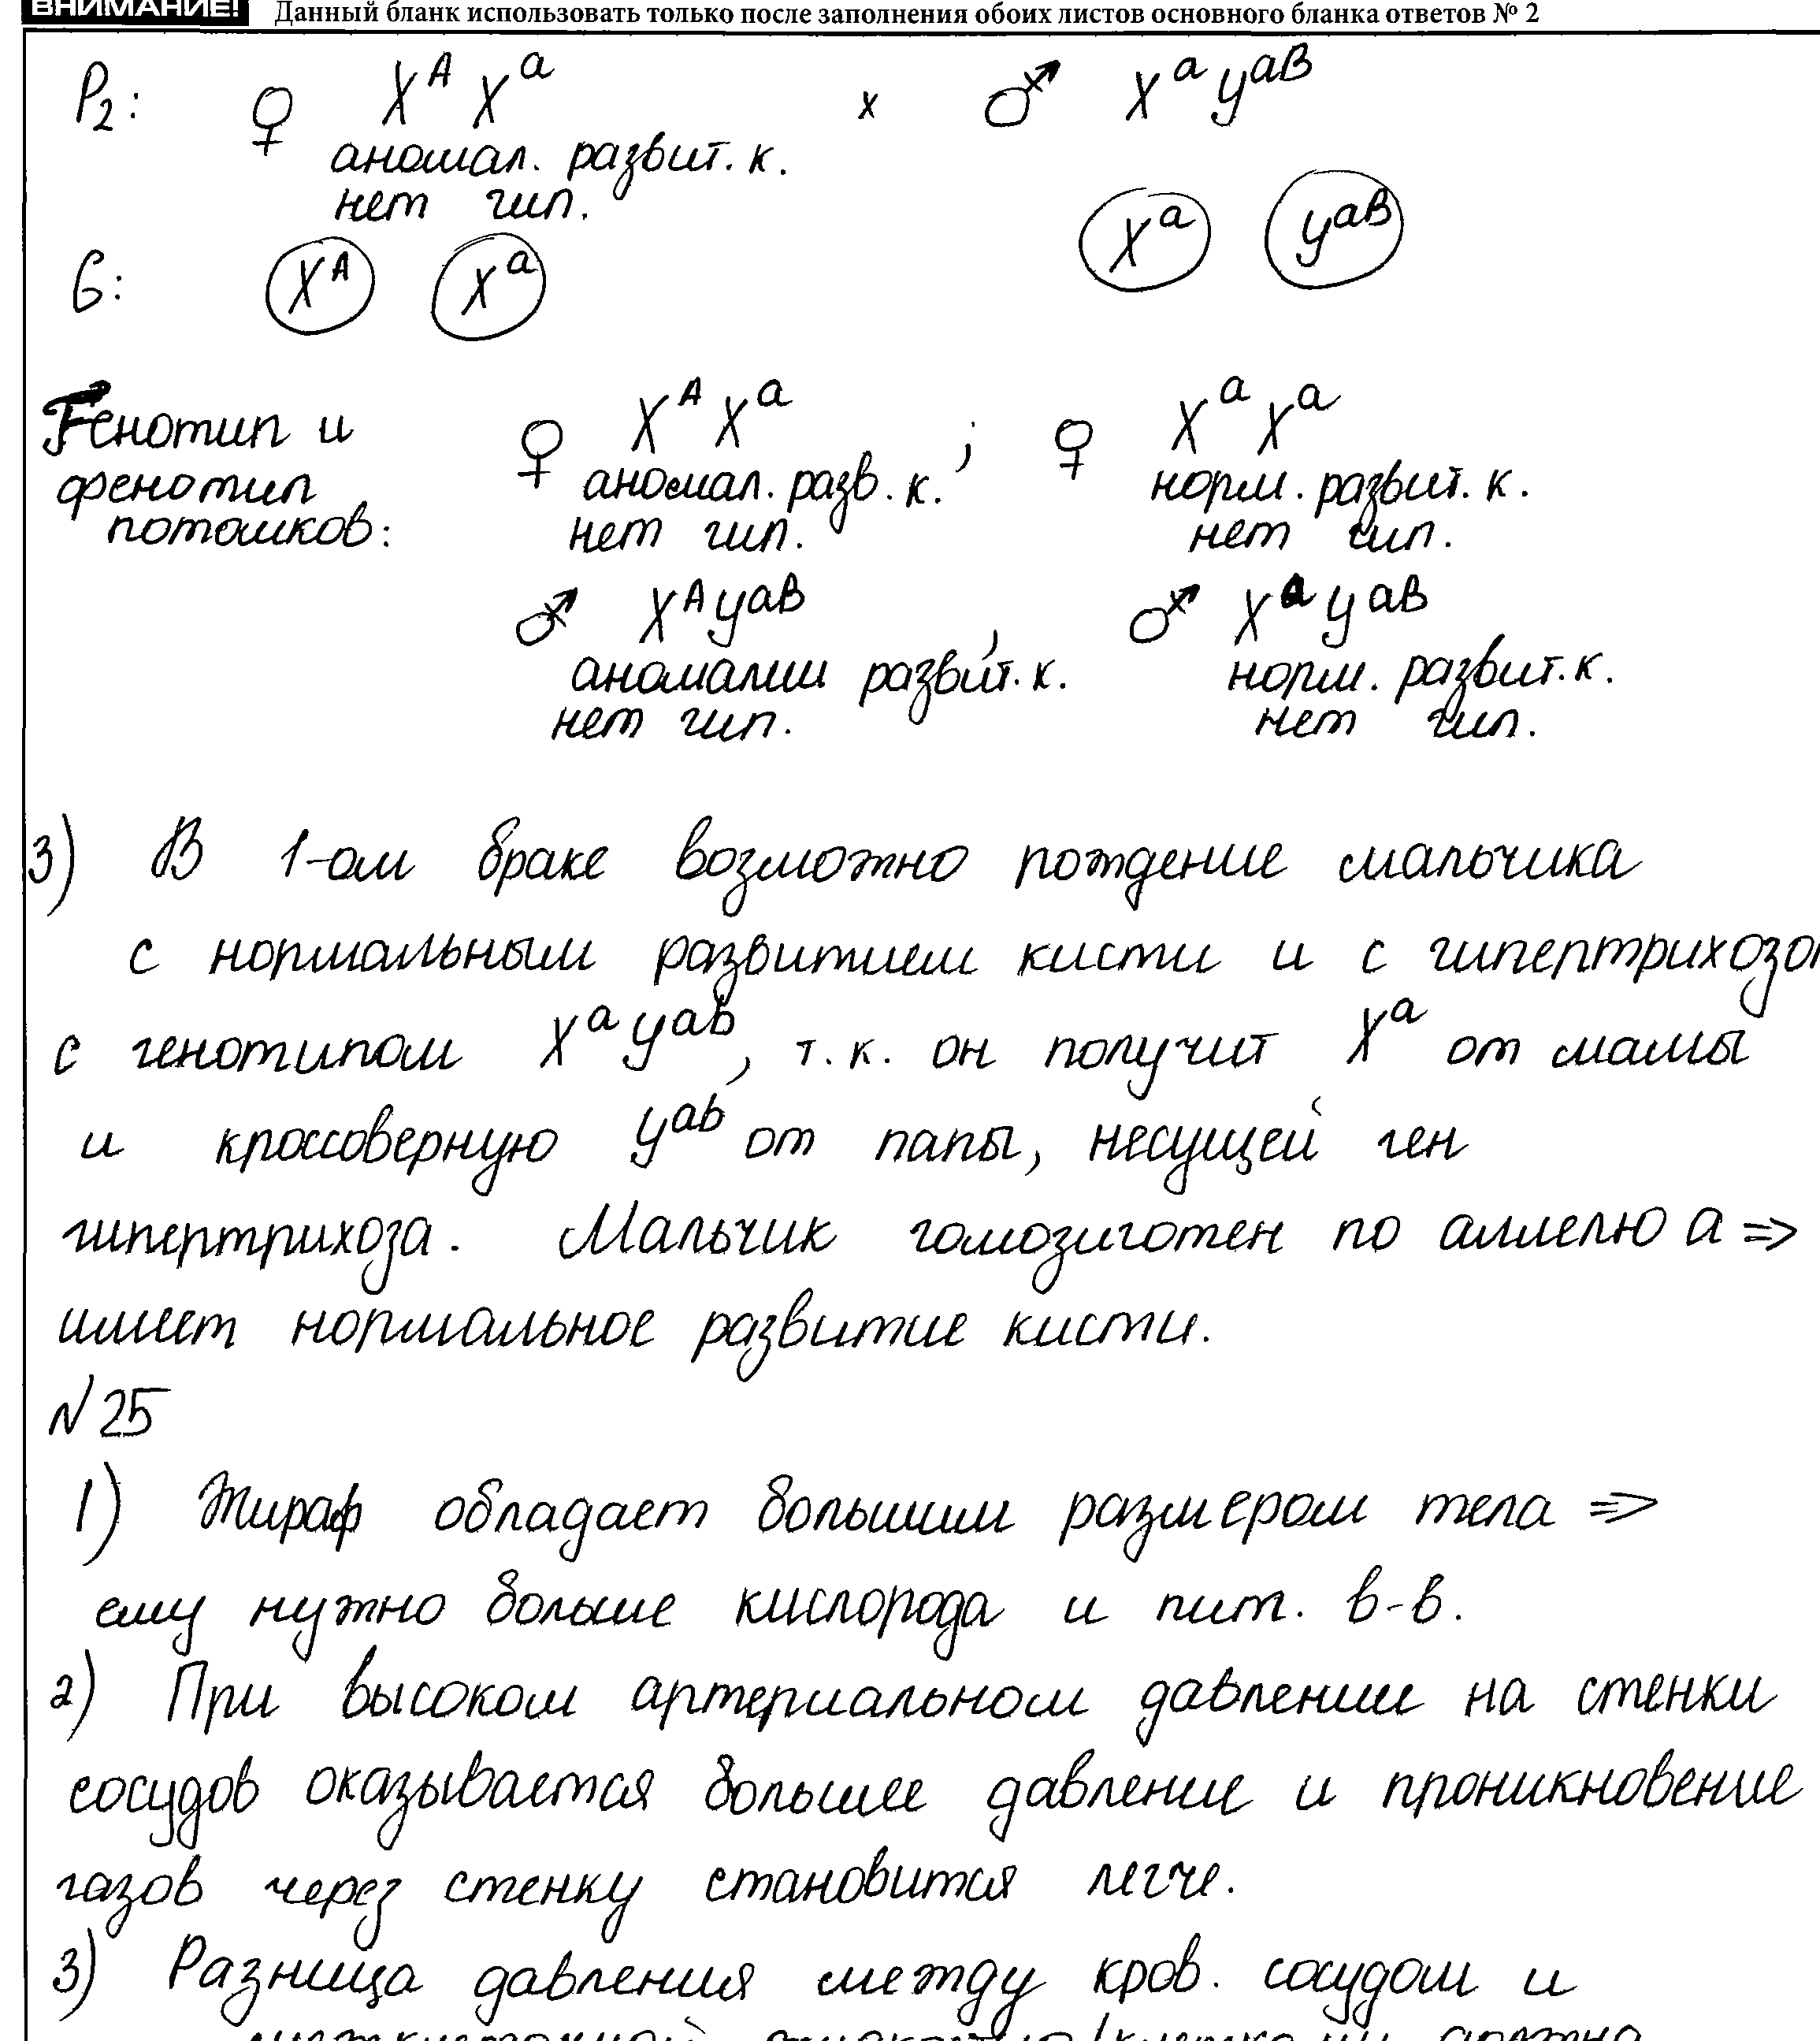 ВНИМАНИЕ! Данный бланк использовать только после заполнения обоих листов основного бланка ответов № 2
P2: ♀ X^A X^a x ♂ X^a y^aB
аномал. развит. к.
нет гип.
G: X^A X^a X^a y^aB
Генотип и ♀ X^A X^a ; ♀ X^a X^a
фенотип аномал. разв. к. норм. развит. к.
потомков: нет гип. нет гип.
♂ X^A y^aB , ♂ X^a y^aB
аномалии развит. к. норм. развит. к.
нет гип. нет гип.
3) В 1-ом браке возможно рождение мальчика
с нормальным развитием кисти и с гипертрихозом
с генотипом X^a y^ab, т.к. он получит X^a от мамы
и кроссоверную y^ab от папы, несущей ген
гипертрихоза. Мальчик гомозиготен по аллелю а =>
имеет нормальное развитие кисти.
N 25
1) Жираф обладает большим размером тела =>
ему нужно больше кислорода и пит. в-в.
2) При высоком артериальном давлении на стенки
сосудов оказывается большее давление и проникновение
газов через стенку становится легче.
3) Разница давления между кров. сосудом и